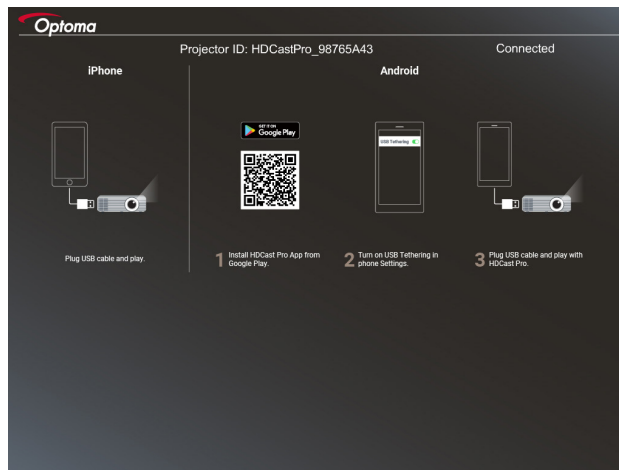 Optoma
Projector ID: HDCastPro_98765A43
Connected
iPhone
Android
GET IT ON
Google Play
USB Tethering
Plug USB cable and play.
1 Install HDCast Pro App from
Google Play.
2 Turn on USB Tethering in
phone Settings.
3 Plug USB cable and play with
HDCast Pro.